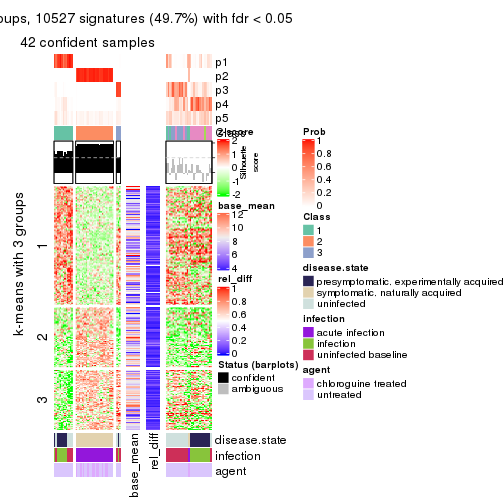 oups, 10527 signatures (49.7%) with fdr < 0.05
42 confident samples
p1
p2
p3
p4
p5
Z-score
2
1
0
-1
-2
Silhouette
score
base_mean
12
10
8
6
4
rel_diff
1
0.8
0.6
0.4
0.2
0
Status (barplots)
confident
ambiguous
Prob
1
0.8
0.6
0.4
0.2
0
Class
1
2
3
disease.state
presymptomatic. experimentally acquired
symptomatic. naturally acquired
uninfected
infection
acute infection
infection
uninfected baseline
agent
chloroguine treated
untreated
k-means with 3 groups
1
2
3
base_mean
rel_diff
disease.state
infection
agent